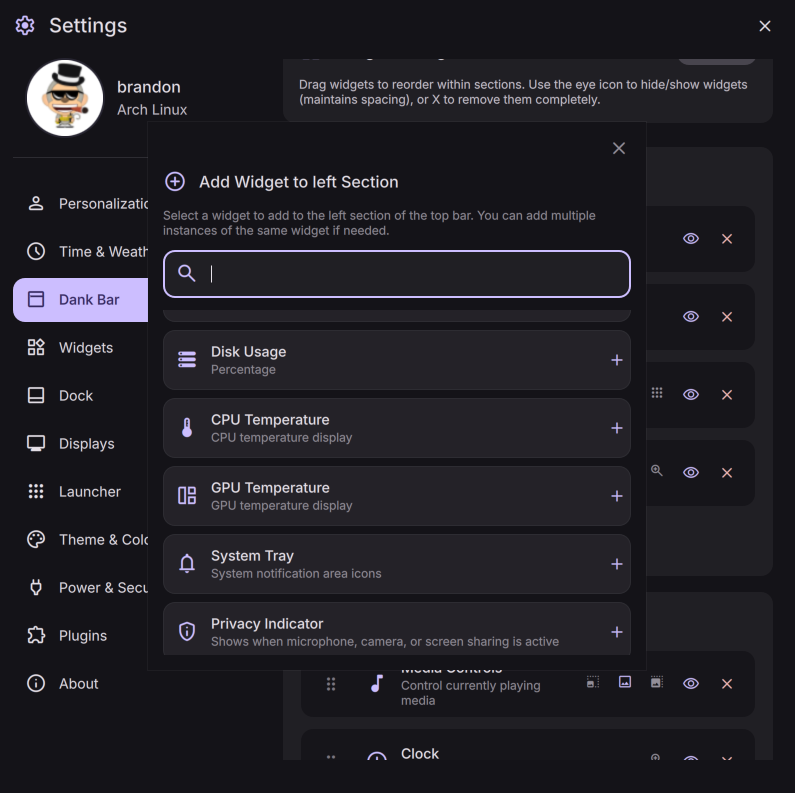 Settings
brandon
Arch Linux
Drag widgets to reorder within sections. Use the eye icon to hide/show widgets
(maintains spacing), or X to remove them completely.
Time &
Dank Bar
Widgets
Dock
Displays
Launcher
Theme &
Power &
Plugins
About
Add Widget to left Section
Select a widget to add to the left section of the top bar. You can add multiple
instances of the same widget if needed.
Disk Usage
Percentage
CPU Temperature
CPU temperature display
GPU Temperature
GPU temperature display
System Tray
System notification area icons
Privacy Indicator
Shows when microphone, camera, or screen sharing is active
Media Controls
Control currently playing
media
Clock